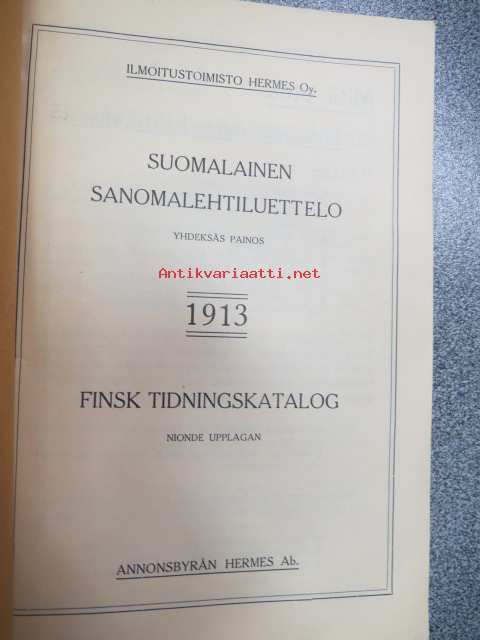 ILMOITUSTOIMISTO HERMES Oy.
SUOMALAINEN
SANOMALEHTILUETTELO
YHDEKSÄS PAINOS
Antikvariaatti.net
1913
FINSK TIDNINGSKATALOG
NIONDE UPPLAGAN
ANNONSBYRÅN HERMES Ab.